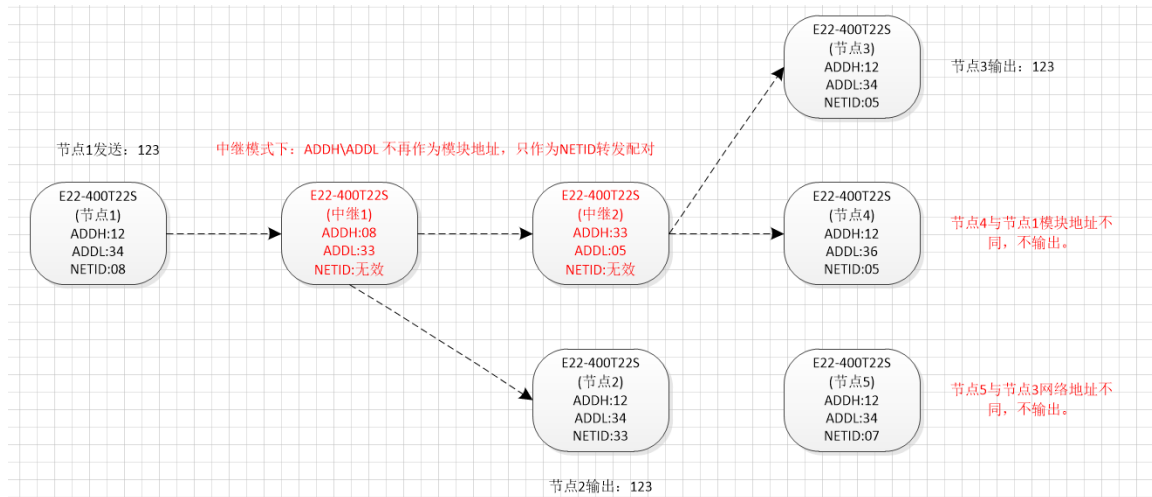 E22-400T22S
(节点3)
ADDH:12
ADDL:34
NETID:05
节点3输出：123
节点1发送：123
中继模式下：ADDH\ADDL 不再作为模块地址，只作为NETID转发配对
E22-400T22S
(节点1)
ADDH:12
ADDL:34
NETID:08
E22-400T22S
(中继1)
ADDH:08
ADDL:33
NETID:无效
E22-400T22S
(中继2)
ADDH:33
ADDL:05
NETID:无效
E22-400T22S
(节点4)
ADDH:12
ADDL:36
NETID:05
节点4与节点1模块地址不
同，不输出。
E22-400T22S
(节点2)
ADDH:12
ADDL:34
NETID:33
E22-400T22S
(节点5)
ADDH:12
ADDL:34
NETID:07
节点5与节点3网络地址不
同，不输出。
节点2输出：123